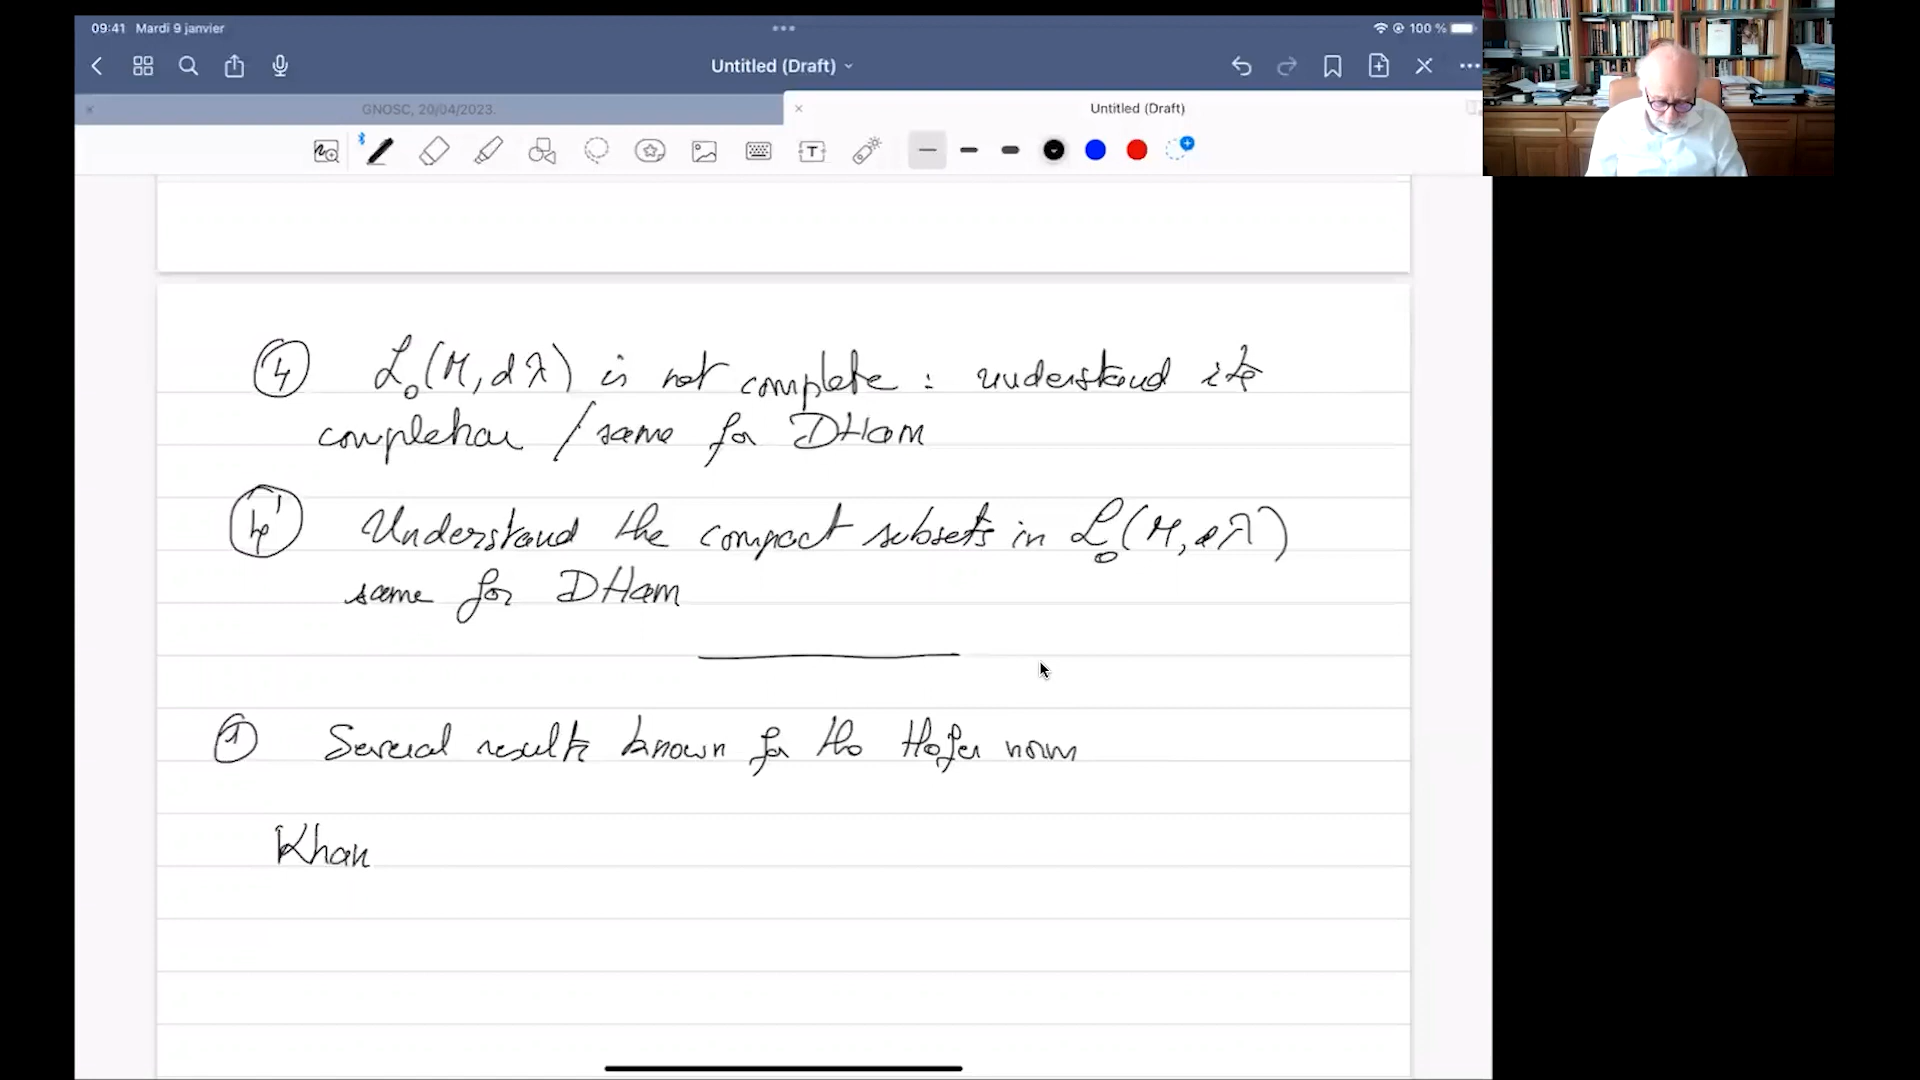 09:41 Mardi 9 janvier
100 %
Untitled (Draft)
GNOSC, 20/04/2023.
Untitled (Draft)
④ 𝓛₀(M, dλ) is not complete : understand its
completion / same for DHam
④' Understand the compact subsets in 𝓛₀(M, dλ)
same for DHam
① Several results known for the Hofer norm
Khan